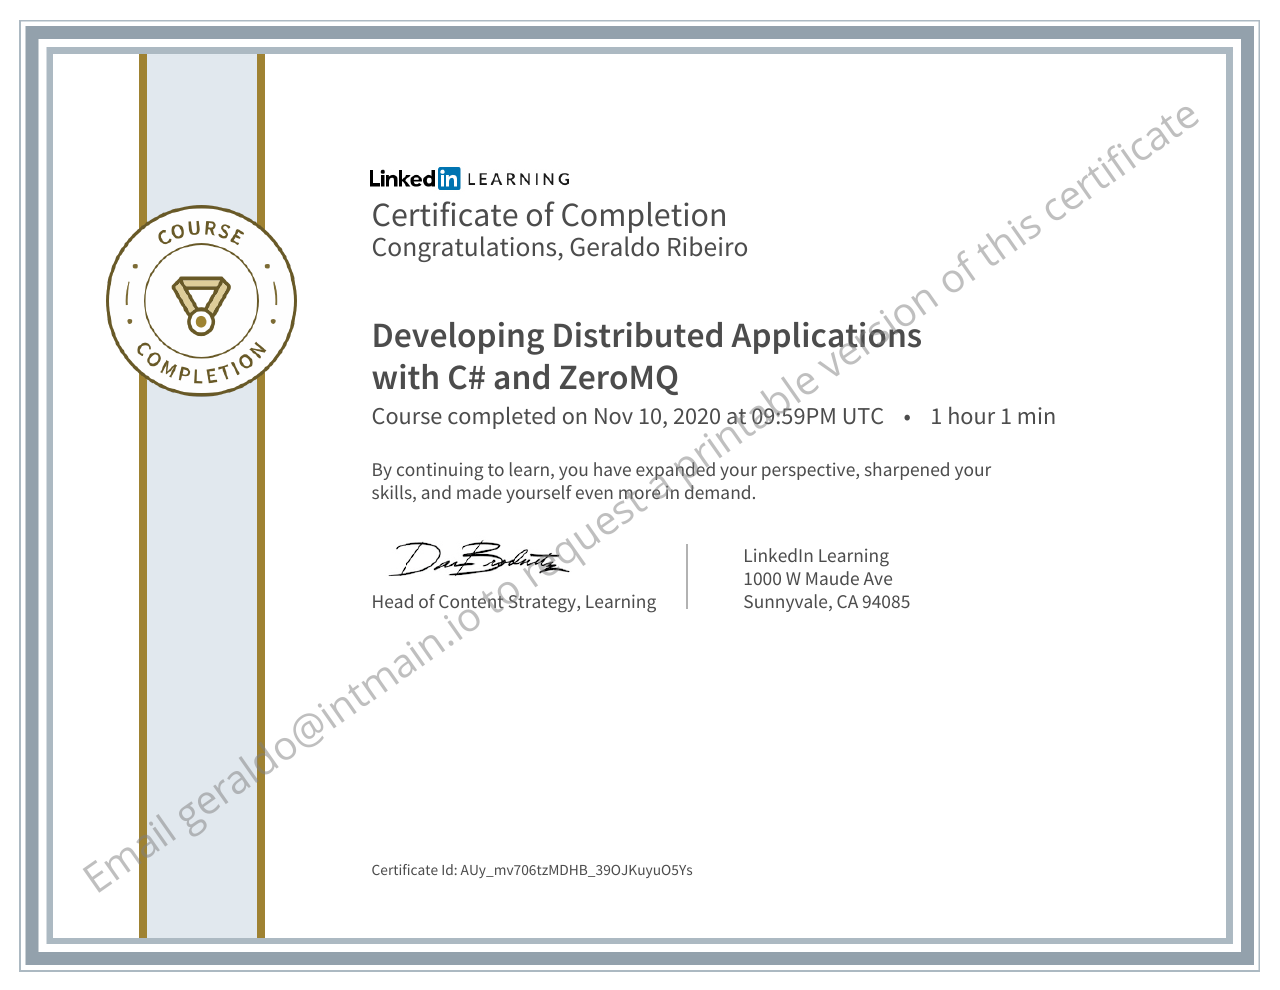 COURSE
COMPLETION
Linkedin LEARNING
Certificate of Completion
Congratulations, Geraldo Ribeiro
Developing Distributed Applications
with C# and ZeroMQ
Course completed on Nov 10, 2020 at 09:59PM UTC • 1 hour 1 min
By continuing to learn, you have expanded your perspective, sharpened your
skills, and made yourself even more in demand.
Head of Content Strategy, Learning
LinkedIn Learning
1000 W Maude Ave
Sunnyvale, CA 94085
Certificate Id: AUy_mv706tzMDHB_39OJKuyuO5Ys
Email geraldo@intmain.io to request a printable version of this certificate